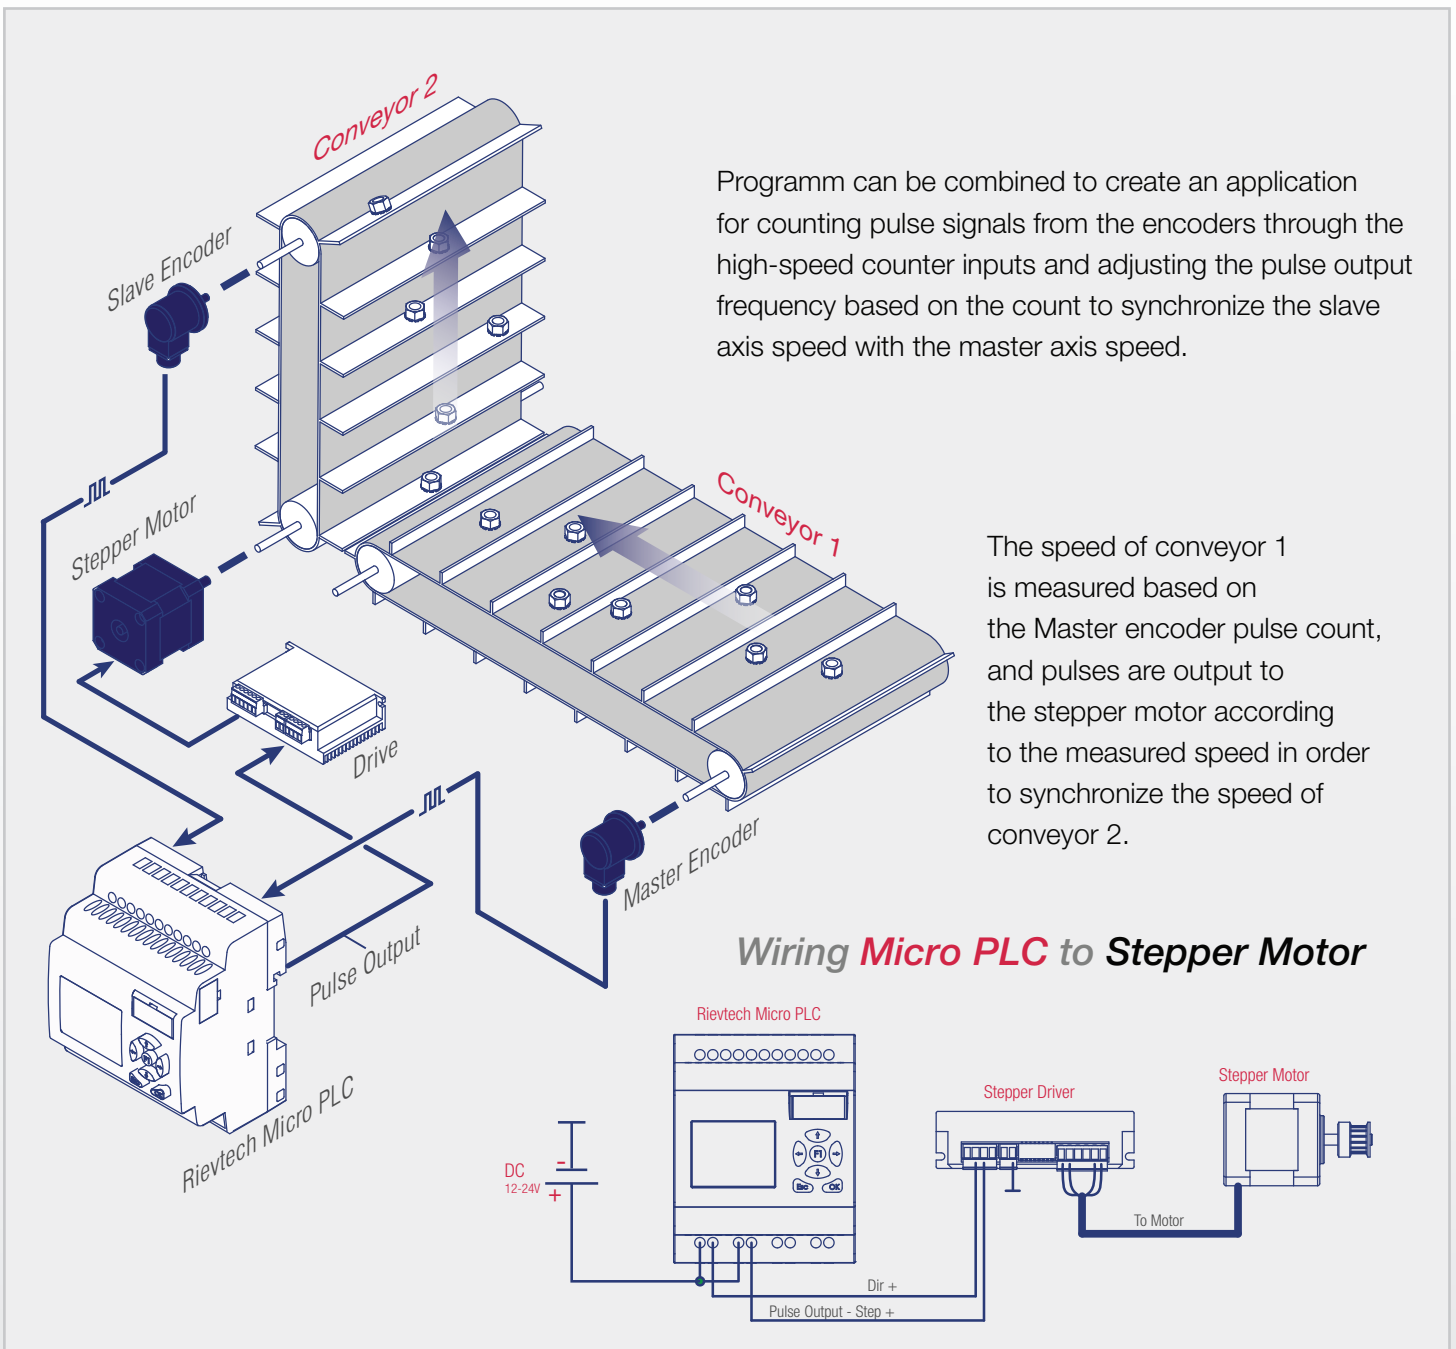 Conveyor 2
Programm can be combined to create an application
for counting pulse signals from the encoders through the
high-speed counter inputs and adjusting the pulse output
frequency based on the count to synchronize the slave
axis speed with the master axis speed.
Slave Encoder
Stepper Motor
Conveyor 1
The speed of conveyor 1
is measured based on
the Master encoder pulse count,
and pulses are output to
the stepper motor according
to the measured speed in order
to synchronize the speed of
conveyor 2.
Drive
Master Encoder
Pulse Output
Rievtech Micro PLC
Wiring Micro PLC to Stepper Motor
Rievtech Micro PLC
Stepper Driver
Stepper Motor
F1
F1
Esc
OK
DC
12-24V
-
+
To Motor
Dir +
Pulse Output - Step +